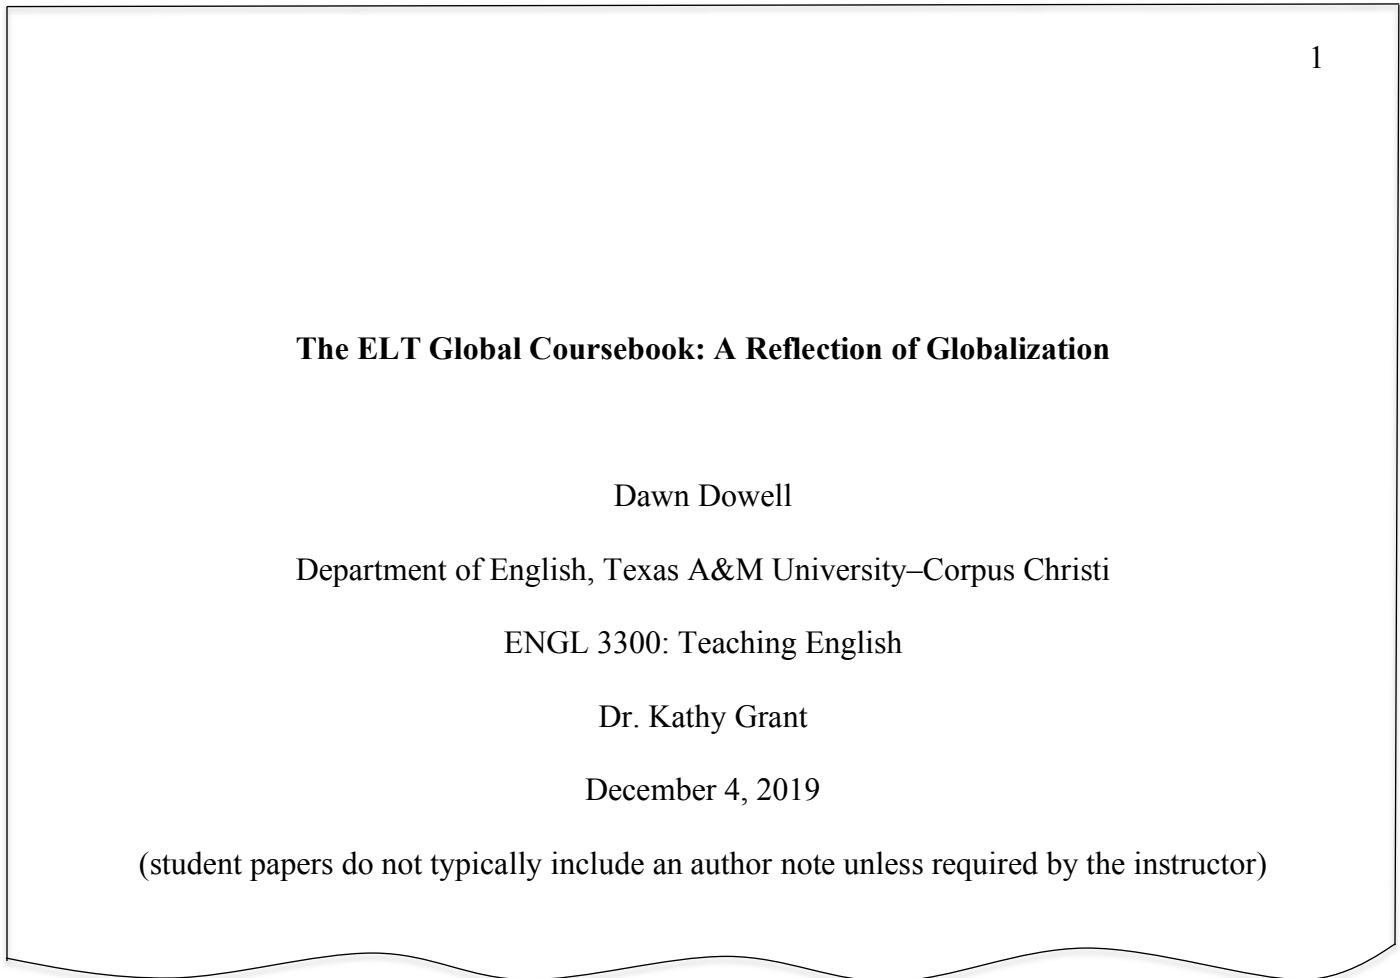 1
The ELT Global Coursebook: A Reflection of Globalization
Dawn Dowell
Department of English, Texas A&M University–Corpus Christi
ENGL 3300: Teaching English
Dr. Kathy Grant
December 4, 2019
(student papers do not typically include an author note unless required by the instructor)